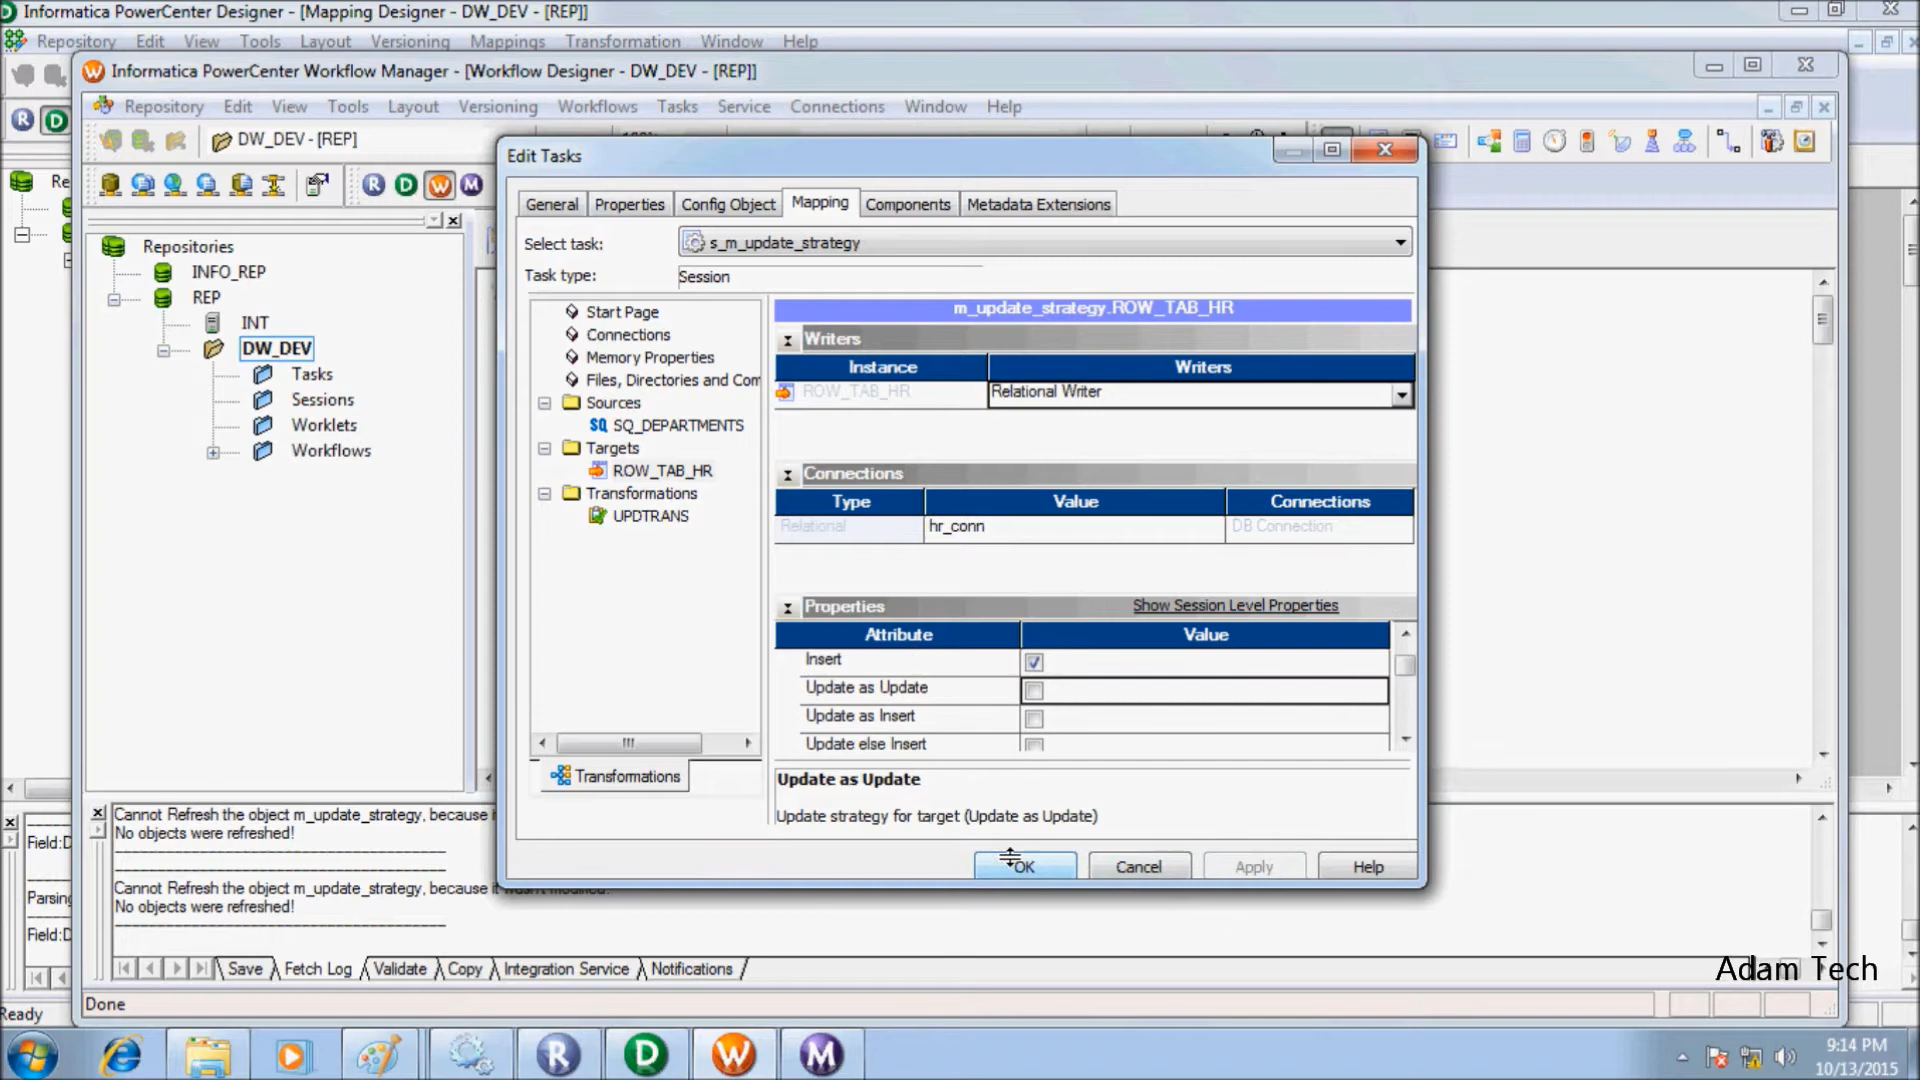 Informatica PowerCenter Designer - [Mapping Designer - DW_DEV - [REP]]
Repository Edit View Tools Layout Versioning Mappings Transformation Window Help
Informatica PowerCenter Workflow Manager - [Workflow Designer - DW_DEV - [REP]]
Repository Edit View Tools Layout Versioning Workflows Tasks Service Connections Window Help
DW_DEV - [REP]
Edit Tasks
General Properties Config Object Mapping Components Metadata Extensions
Select task: s_m_update_strategy
Task type: Session
Repositories
INFO_REP
REP
INT
DW_DEV
Tasks
Sessions
Worklets
Workflows
Start Page
Connections
Memory Properties
Files, Directories and Com
Sources
SQ_DEPARTMENTS
Targets
ROW_TAB_HR
Transformations
UPDTRANS
Transformations
m_update_strategy.ROW_TAB_HR
Writers
Instance Writers
ROW_TAB_HR Relational Writer
Connections
Type Value Connections
Relational hr_conn DB Connection
Properties Show Session Level Properties
Attribute Value
Insert
Update as Update
Update as Insert
Update else Insert
Update as Update
Update strategy for target (Update as Update)
OK Cancel Apply Help
Cannot Refresh the object m_update_strategy, because i
No objects were refreshed!
Cannot Refresh the object m_update_strategy, because it wasn't modified.
No objects were refreshed!
Save Fetch Log Validate Copy Integration Service Notifications
Field:D
Parsing
Field:D
Done
Ready
Adam Tech
9:14 PM
10/13/2015